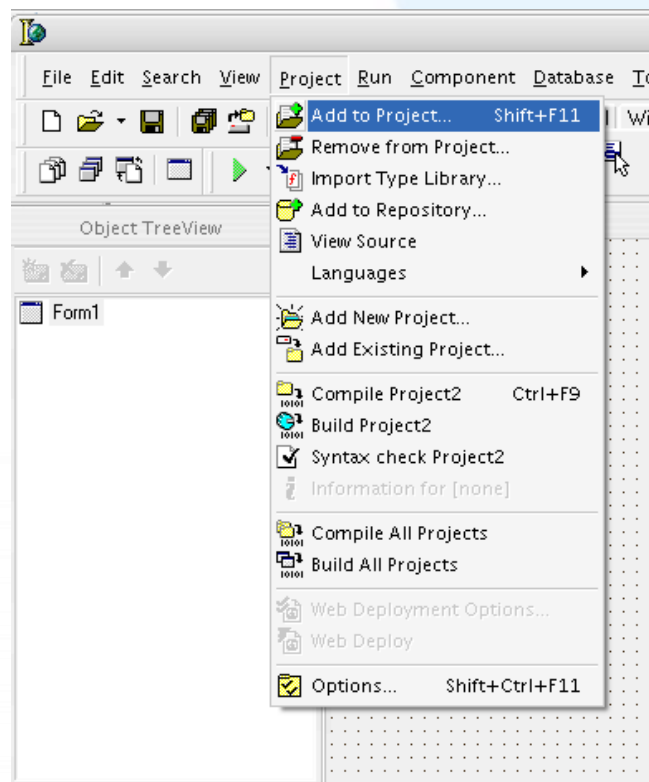 File Edit Search View Project Run Component Database
Add to Project... Shift+F11
Remove from Project...
Import Type Library...
Add to Repository...
Object TreeView
View Source
Languages
Form1
Add New Project...
Add Existing Project...
Compile Project2 Ctrl+F9
Build Project2
Syntax check Project2
Information for [none]
Compile All Projects
Build All Projects
Web Deployment Options...
Web Deploy
Options... Shift+Ctrl+F11